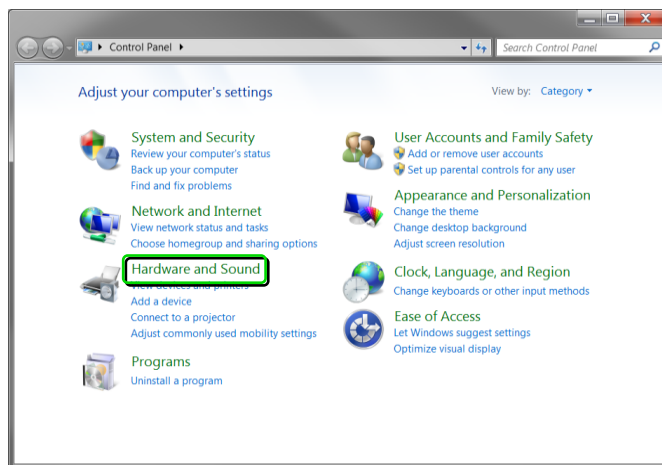 Control Panel
Search Control Panel
Adjust your computer's settings
View by: Category
System and Security
Review your computer's status
Back up your computer
Find and fix problems
Network and Internet
View network status and tasks
Choose homegroup and sharing options
Hardware and Sound
View devices and printers
Add a device
Connect to a projector
Adjust commonly used mobility settings
Programs
Uninstall a program
User Accounts and Family Safety
Add or remove user accounts
Set up parental controls for any user
Appearance and Personalization
Change the theme
Change desktop background
Adjust screen resolution
Clock, Language, and Region
Change keyboards or other input methods
Ease of Access
Let Windows suggest settings
Optimize visual display